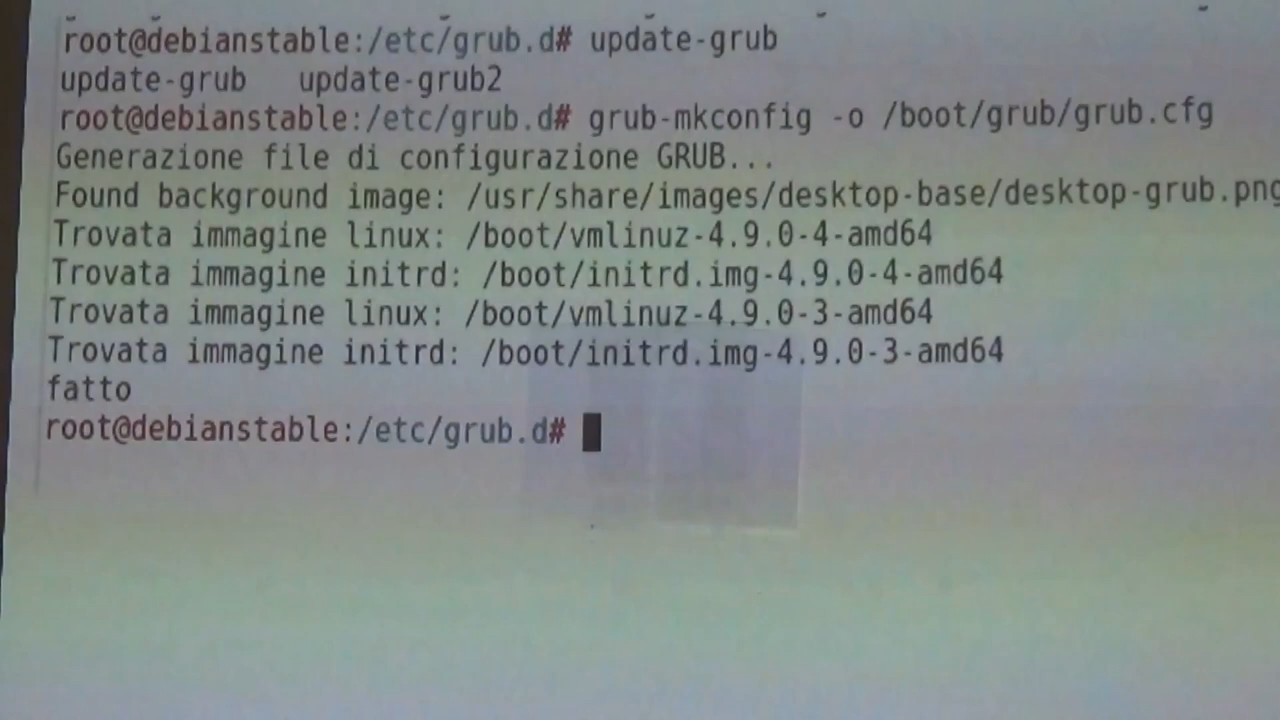 root@debianstable:/etc/grub.d# update-grub
update-grub   update-grub2
root@debianstable:/etc/grub.d# grub-mkconfig -o /boot/grub/grub.cfg
Generazione file di configurazione GRUB...
Found background image: /usr/share/images/desktop-base/desktop-grub.png
Trovata immagine linux: /boot/vmlinuz-4.9.0-4-amd64
Trovata immagine initrd: /boot/initrd.img-4.9.0-4-amd64
Trovata immagine linux: /boot/vmlinuz-4.9.0-3-amd64
Trovata immagine initrd: /boot/initrd.img-4.9.0-3-amd64
fatto
root@debianstable:/etc/grub.d#